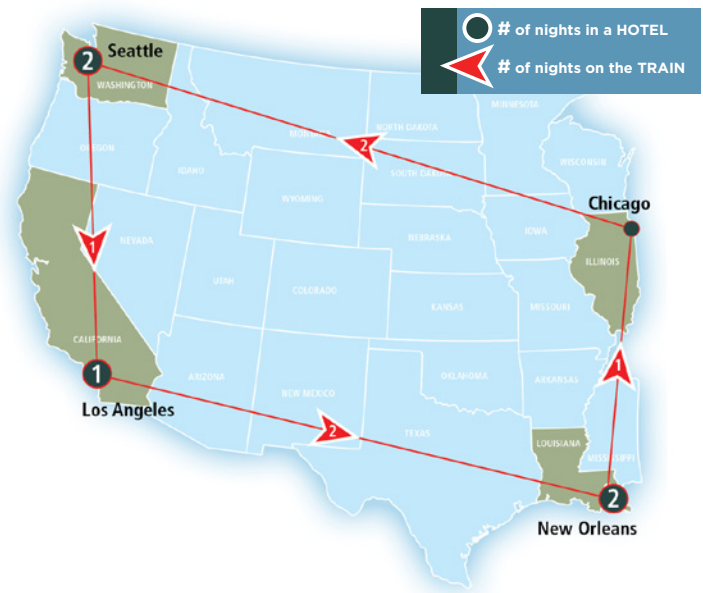 # of nights in a HOTEL
# of nights on the TRAIN
Seattle
2
WASHINGTON
MONTANA
2
NORTH DAKOTA
MINNESOTA
OREGON
IDAHO
SOUTH DAKOTA
WISCONSIN
WYOMING
Chicago
1
NEVADA
NEBRASKA
IOWA
ILLINOIS
UTAH
COLORADO
KANSAS
MISSOURI
CALIFORNIA
1
Los Angeles
ARIZONA
NEW MEXICO
OKLAHOMA
ARKANSAS
1
2
TEXAS
LOUISIANA
MISSISSIPPI
2
New Orleans